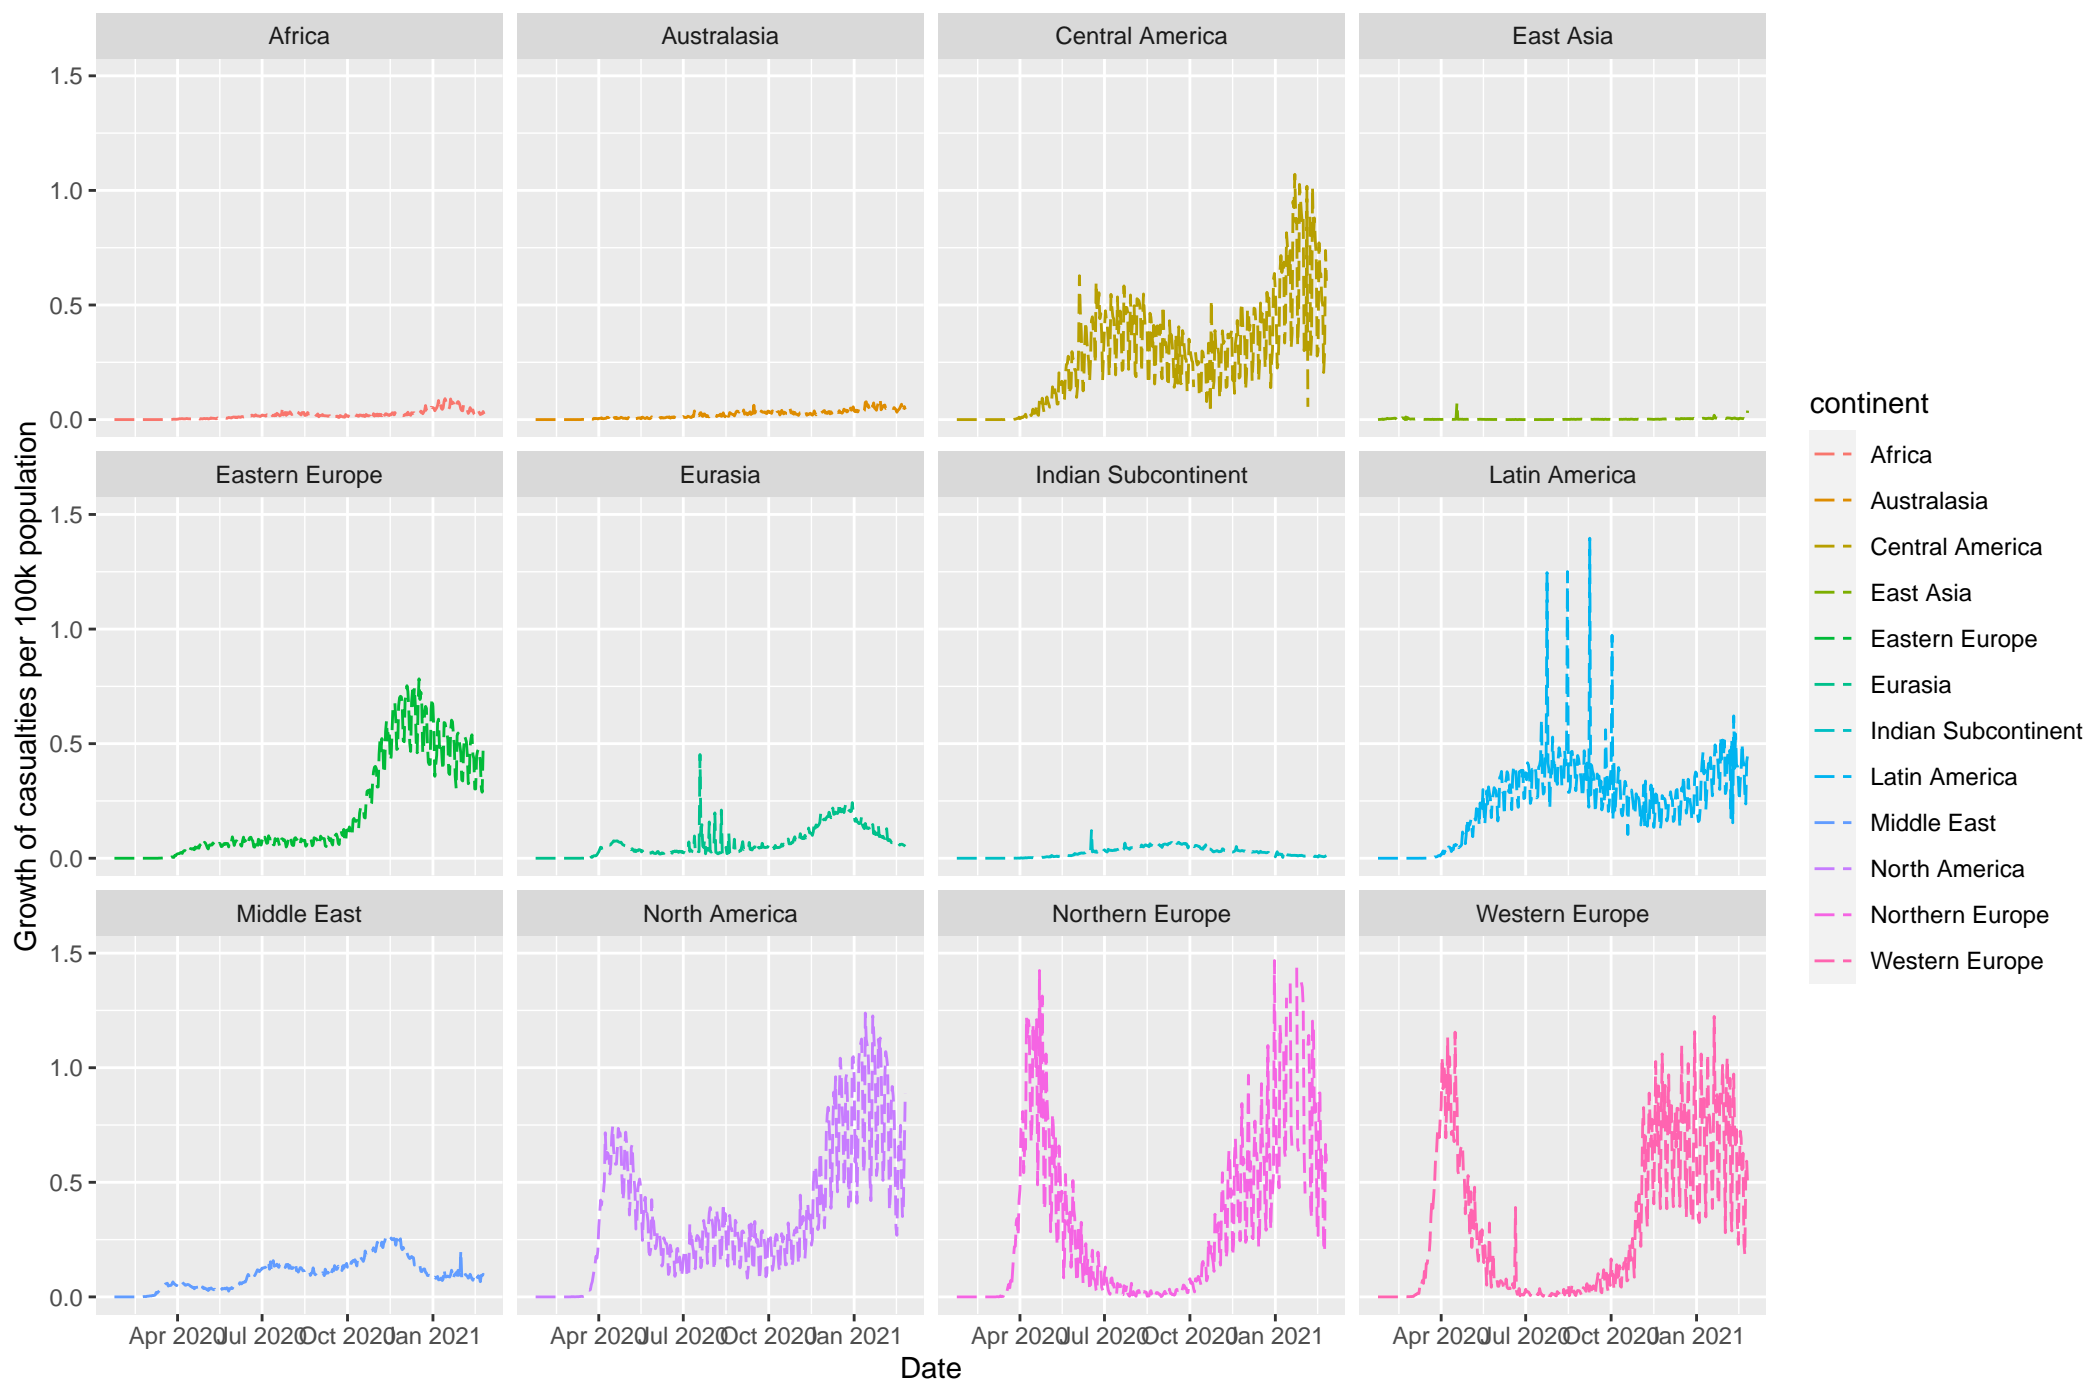 Africa
Australasia
Central America
East Asia
1.5
1.0
0.5
0.0
Eastern Europe
Eurasia
Indian Subcontinent
Latin America
1.5
1.0
0.5
0.0
Middle East
North America
Northern Europe
Western Europe
1.5
1.0
0.5
0.0
Apr 2020 Jul 2020 Oct 2020 Jan 2021
Apr 2020 Jul 2020 Oct 2020 Jan 2021
Apr 2020 Jul 2020 Oct 2020 Jan 2021
Apr 2020 Jul 2020 Oct 2020 Jan 2021
Date
Growth of casualties per 100k population
continent
Africa
Australasia
Central America
East Asia
Eastern Europe
Eurasia
Indian Subcontinent
Latin America
Middle East
North America
Northern Europe
Western Europe